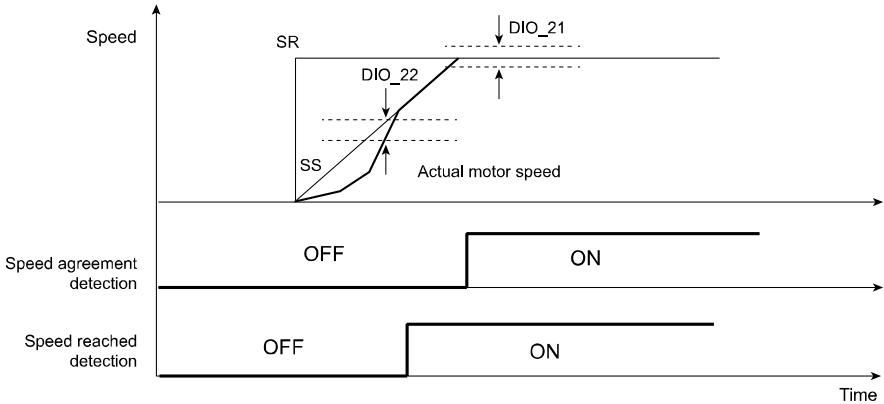 Speed
SR
DIO_21
DIO_22
SS
Actual motor speed
Speed agreement
detection
OFF
ON
Speed reached
detection
OFF
ON
Time